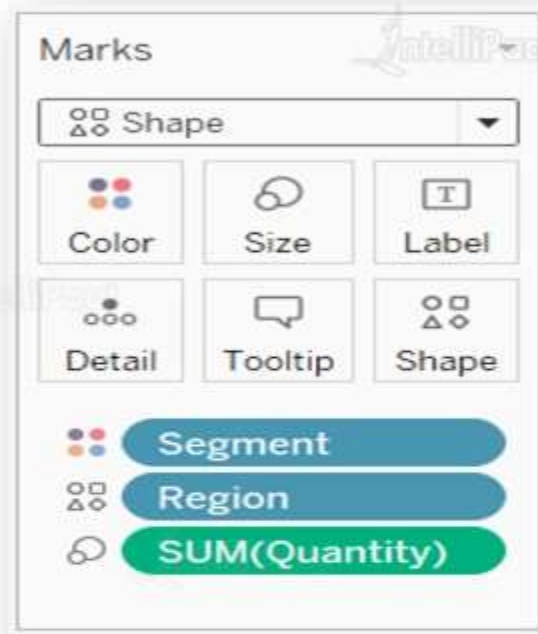 Marks
Shape
Color Size Label
Detail Tooltip Shape
Segment
Region
SUM(Quantity)